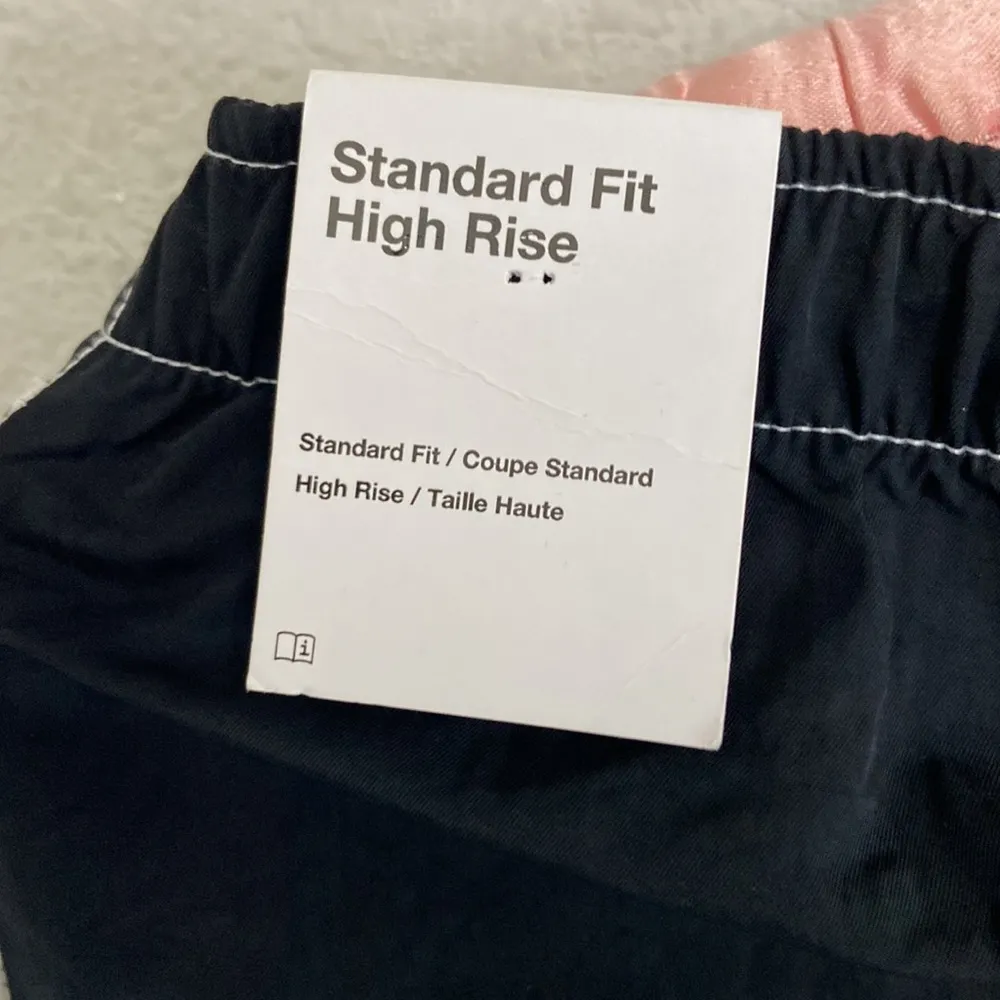 Standard Fit
High Rise
Standard Fit / Coupe Standard
High Rise / Taille Haute
i